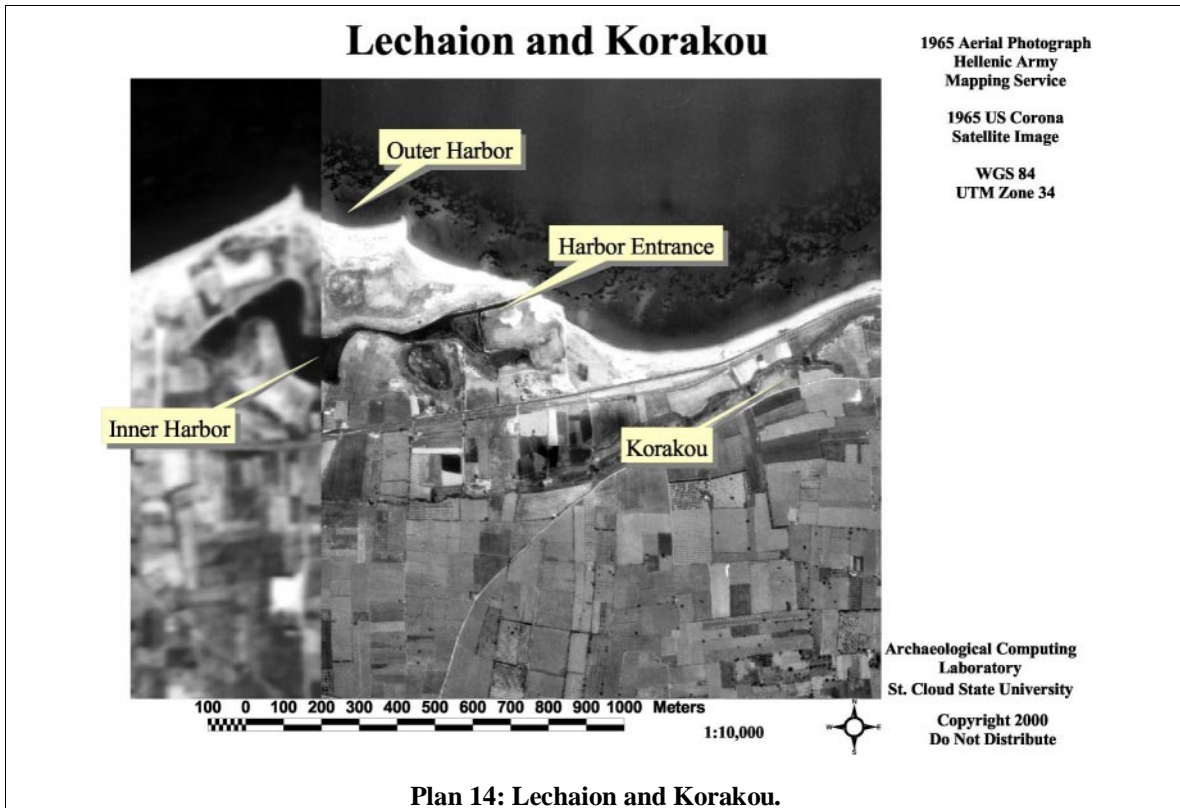 Lechaion and Korakou
1965 Aerial Photograph
Hellenic Army
Mapping Service
1965 US Corona
Satellite Image
WGS 84
UTM Zone 34
Outer Harbor
Harbor Entrance
Inner Harbor
Korakou
Archaeological Computing
Laboratory
St. Cloud State University
Copyright 2000
Do Not Distribute
100 0 100 200 300 400 500 600 700 800 900 1000 Meters
1:10,000
N
W E
S
Plan 14: Lechaion and Korakou.